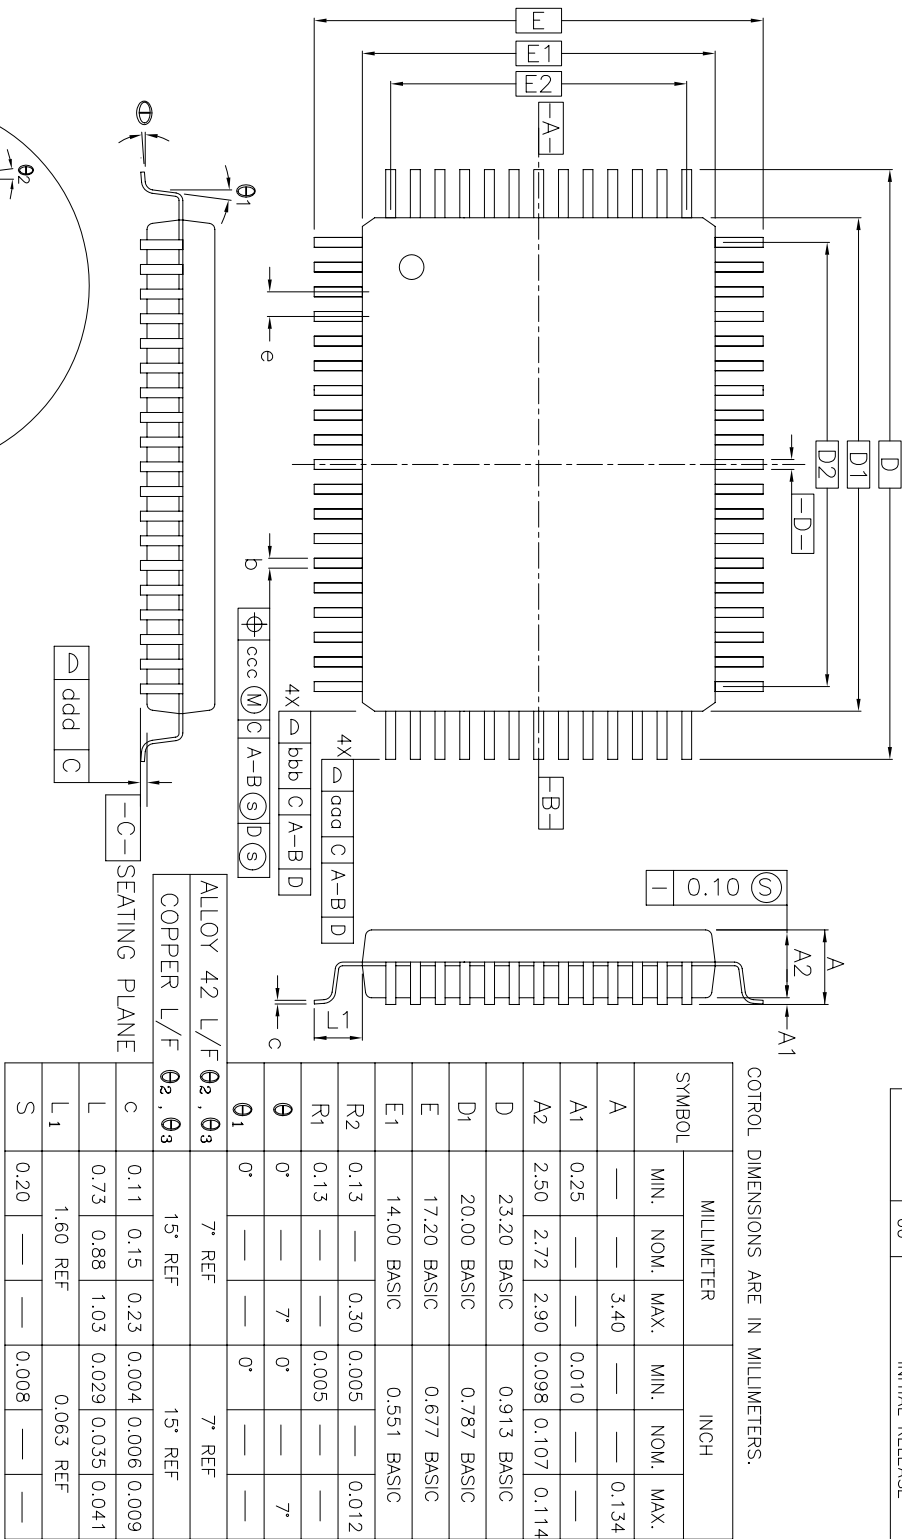 INITIAL RELEASE
COTROL DIMENSIONS ARE IN MILLIMETERS.
D
D1
D2
-D-
E
E1
E2
-A-
-B-
e
b
⌖ ccc Ⓜ C A-B Ⓢ D Ⓢ
4X ⌓ bbb C A-B D
4X ⌓ aaa C A-B D
— 0.10 Ⓢ
A
A2
A1
L1
c
θ
θ1
θ2
⌓ ddd C
-C- SEATING PLANE
SYMBOL MILLIMETER INCH
MIN. NOM. MAX. MIN. NOM. MAX.
A — — 3.40 — — 0.134
A1 0.25 — — 0.010 — —
A2 2.50 2.72 2.90 0.098 0.107 0.114
D 23.20 BASIC 0.913 BASIC
D1 20.00 BASIC 0.787 BASIC
E 17.20 BASIC 0.677 BASIC
E1 14.00 BASIC 0.551 BASIC
R2 0.13 — 0.30 0.005 — 0.012
R1 0.13 — — 0.005 — —
θ 0° — 7° 0° — 7°
θ1 0° — — 0° — —
ALLOY 42 L/F θ2, θ3 7° REF 7° REF
COPPER L/F θ2, θ3 15° REF 15° REF
c 0.11 0.15 0.23 0.004 0.006 0.009
L 0.73 0.88 1.03 0.029 0.035 0.041
L1 1.60 REF 0.063 REF
S 0.20 — — 0.008 — —